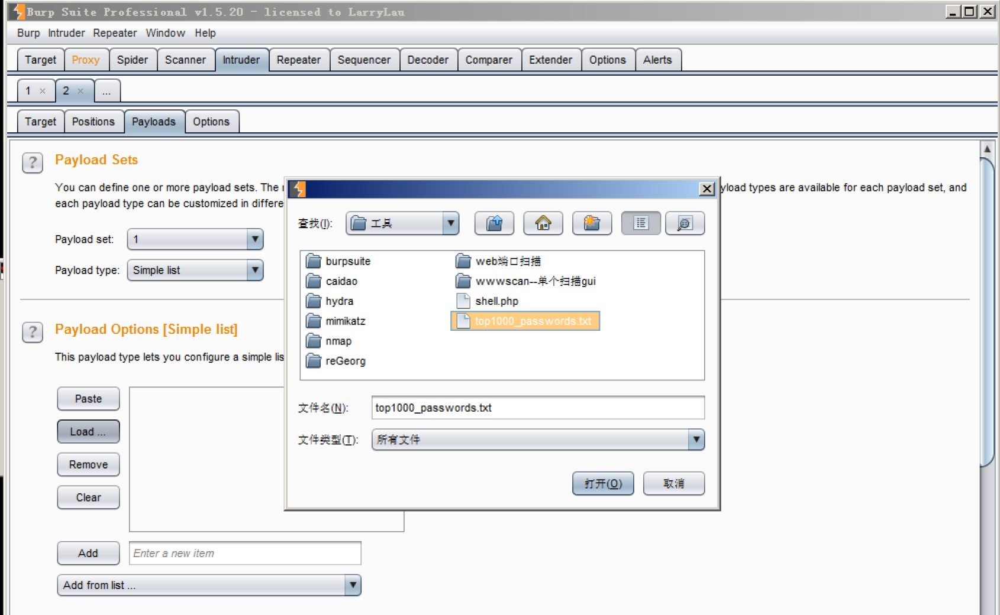 Burp Suite Professional v1.5.20 - licensed to LarryLau
Burp Intruder Repeater Window Help
Target Proxy Spider Scanner Intruder Repeater Sequencer Decoder Comparer Extender Options Alerts
1 × 2 × ...
Target Positions Payloads Options
? Payload Sets
You can define one or more payload sets. The
yload types are available for each payload set, and
each payload type can be customized in differe
Payload set: 1
Payload type: Simple list
? Payload Options [Simple list]
This payload type lets you configure a simple lis
Paste
Load ...
Remove
Clear
Add Enter a new item
Add from list ...
查找(I): 工具
burpsuite
caidao
hydra
mimikatz
nmap
reGeorg
web端口扫描
wwwscan--单个扫描gui
shell.php
top1000_passwords.txt
文件名(N): top1000_passwords.txt
文件类型(T): 所有文件
打开(O) 取消